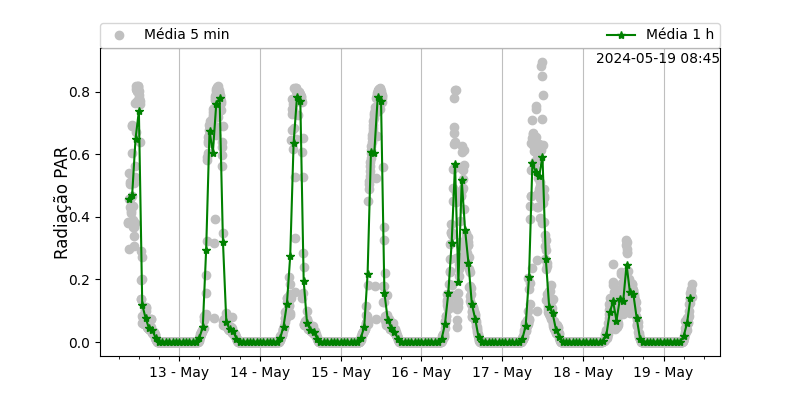 Média 5 min
Média 1 h
2024-05-19 08:45
Radiação PAR
0.8
0.6
0.4
0.2
0.0
13 - May
14 - May
15 - May
16 - May
17 - May
18 - May
19 - May